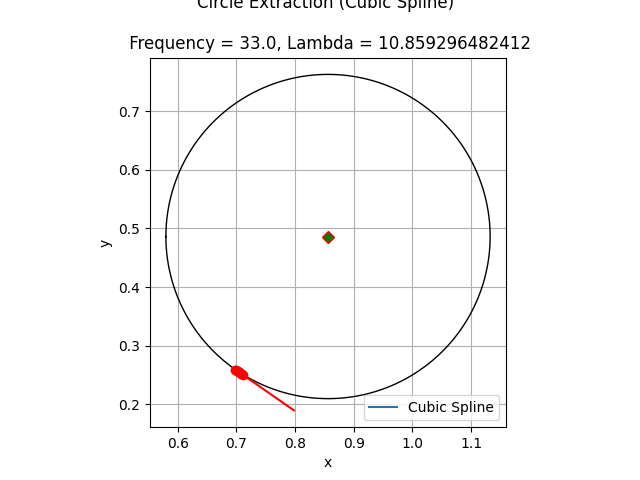 Circle Extraction (Cubic Spline)
Frequency = 33.0, Lambda = 10.859296482412
0.7
0.6
0.5
0.4
0.3
0.2
y
Cubic Spline
0.6 0.7 0.8 0.9 1.0 1.1
x